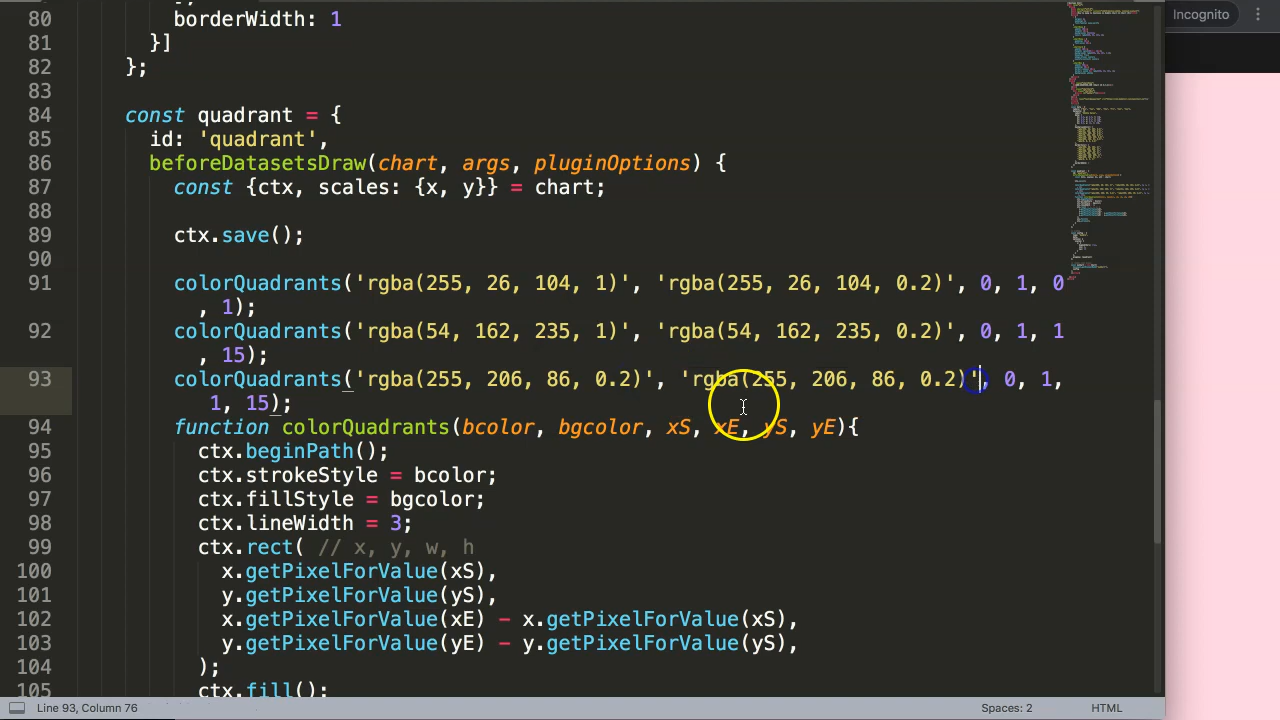 Incognito
80 borderWidth: 1
81 }]
82 };
83
84 const quadrant = {
85 id: 'quadrant',
86 beforeDatasetsDraw(chart, args, pluginOptions) {
87 const {ctx, scales: {x, y}} = chart;
88
89 ctx.save();
90
91 colorQuadrants('rgba(255, 26, 104, 1)', 'rgba(255, 26, 104, 0.2)', 0, 1, 0
, 1);
92 colorQuadrants('rgba(54, 162, 235, 1)', 'rgba(54, 162, 235, 0.2)', 0, 1, 1
, 15);
93 colorQuadrants('rgba(255, 206, 86, 0.2)', 'rgba(255, 206, 86, 0.2)', 0, 1,
1, 15);
94 function colorQuadrants(bcolor, bgcolor, xS, xE, yS, yE){
95 ctx.beginPath();
96 ctx.strokeStyle = bcolor;
97 ctx.fillStyle = bgcolor;
98 ctx.lineWidth = 3;
99 ctx.rect( // x, y, w, h
100 x.getPixelForValue(xS),
101 y.getPixelForValue(yS),
102 x.getPixelForValue(xE) - x.getPixelForValue(xS),
103 y.getPixelForValue(yE) - y.getPixelForValue(yS),
104 );
105 ctx.fill();
Line 93, Column 76 Spaces: 2 HTML